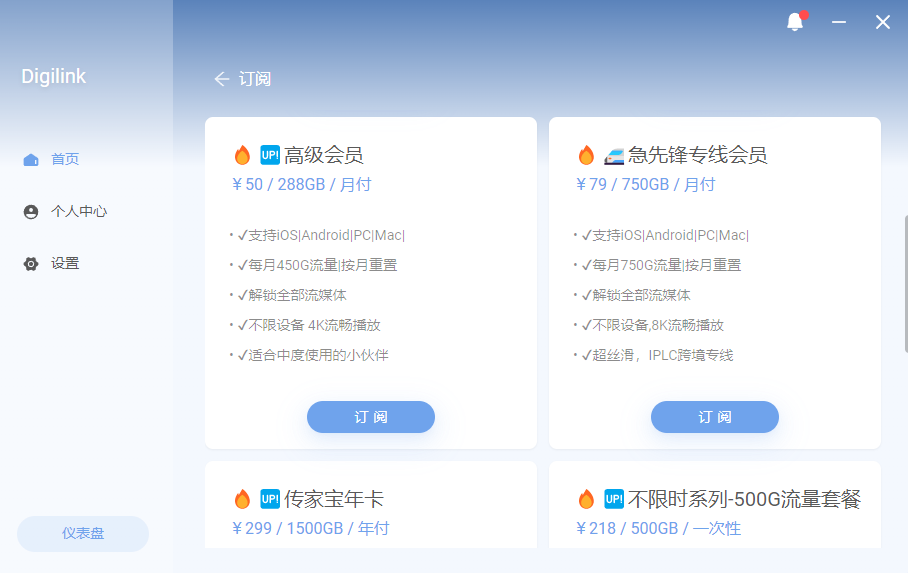 Digilink
首页
个人中心
设置
仪表盘
订阅
UP! 高级会员
¥50 / 288GB / 月付
• ✓支持iOS|Android|PC|Mac|
• ✓每月450G流量|按月重置
• ✓解锁全部流媒体
• ✓不限设备 4K流畅播放
• ✓适合中度使用的小伙伴
订 阅
急先锋专线会员
¥79 / 750GB / 月付
• ✓支持iOS|Android|PC|Mac|
• ✓每月750G流量|按月重置
• ✓解锁全部流媒体
• ✓不限设备,8K流畅播放
• ✓超丝滑，IPLC跨境专线
订 阅
UP! 传家宝年卡
¥299 / 1500GB / 年付
UP! 不限时系列-500G流量套餐
¥218 / 500GB / 一次性